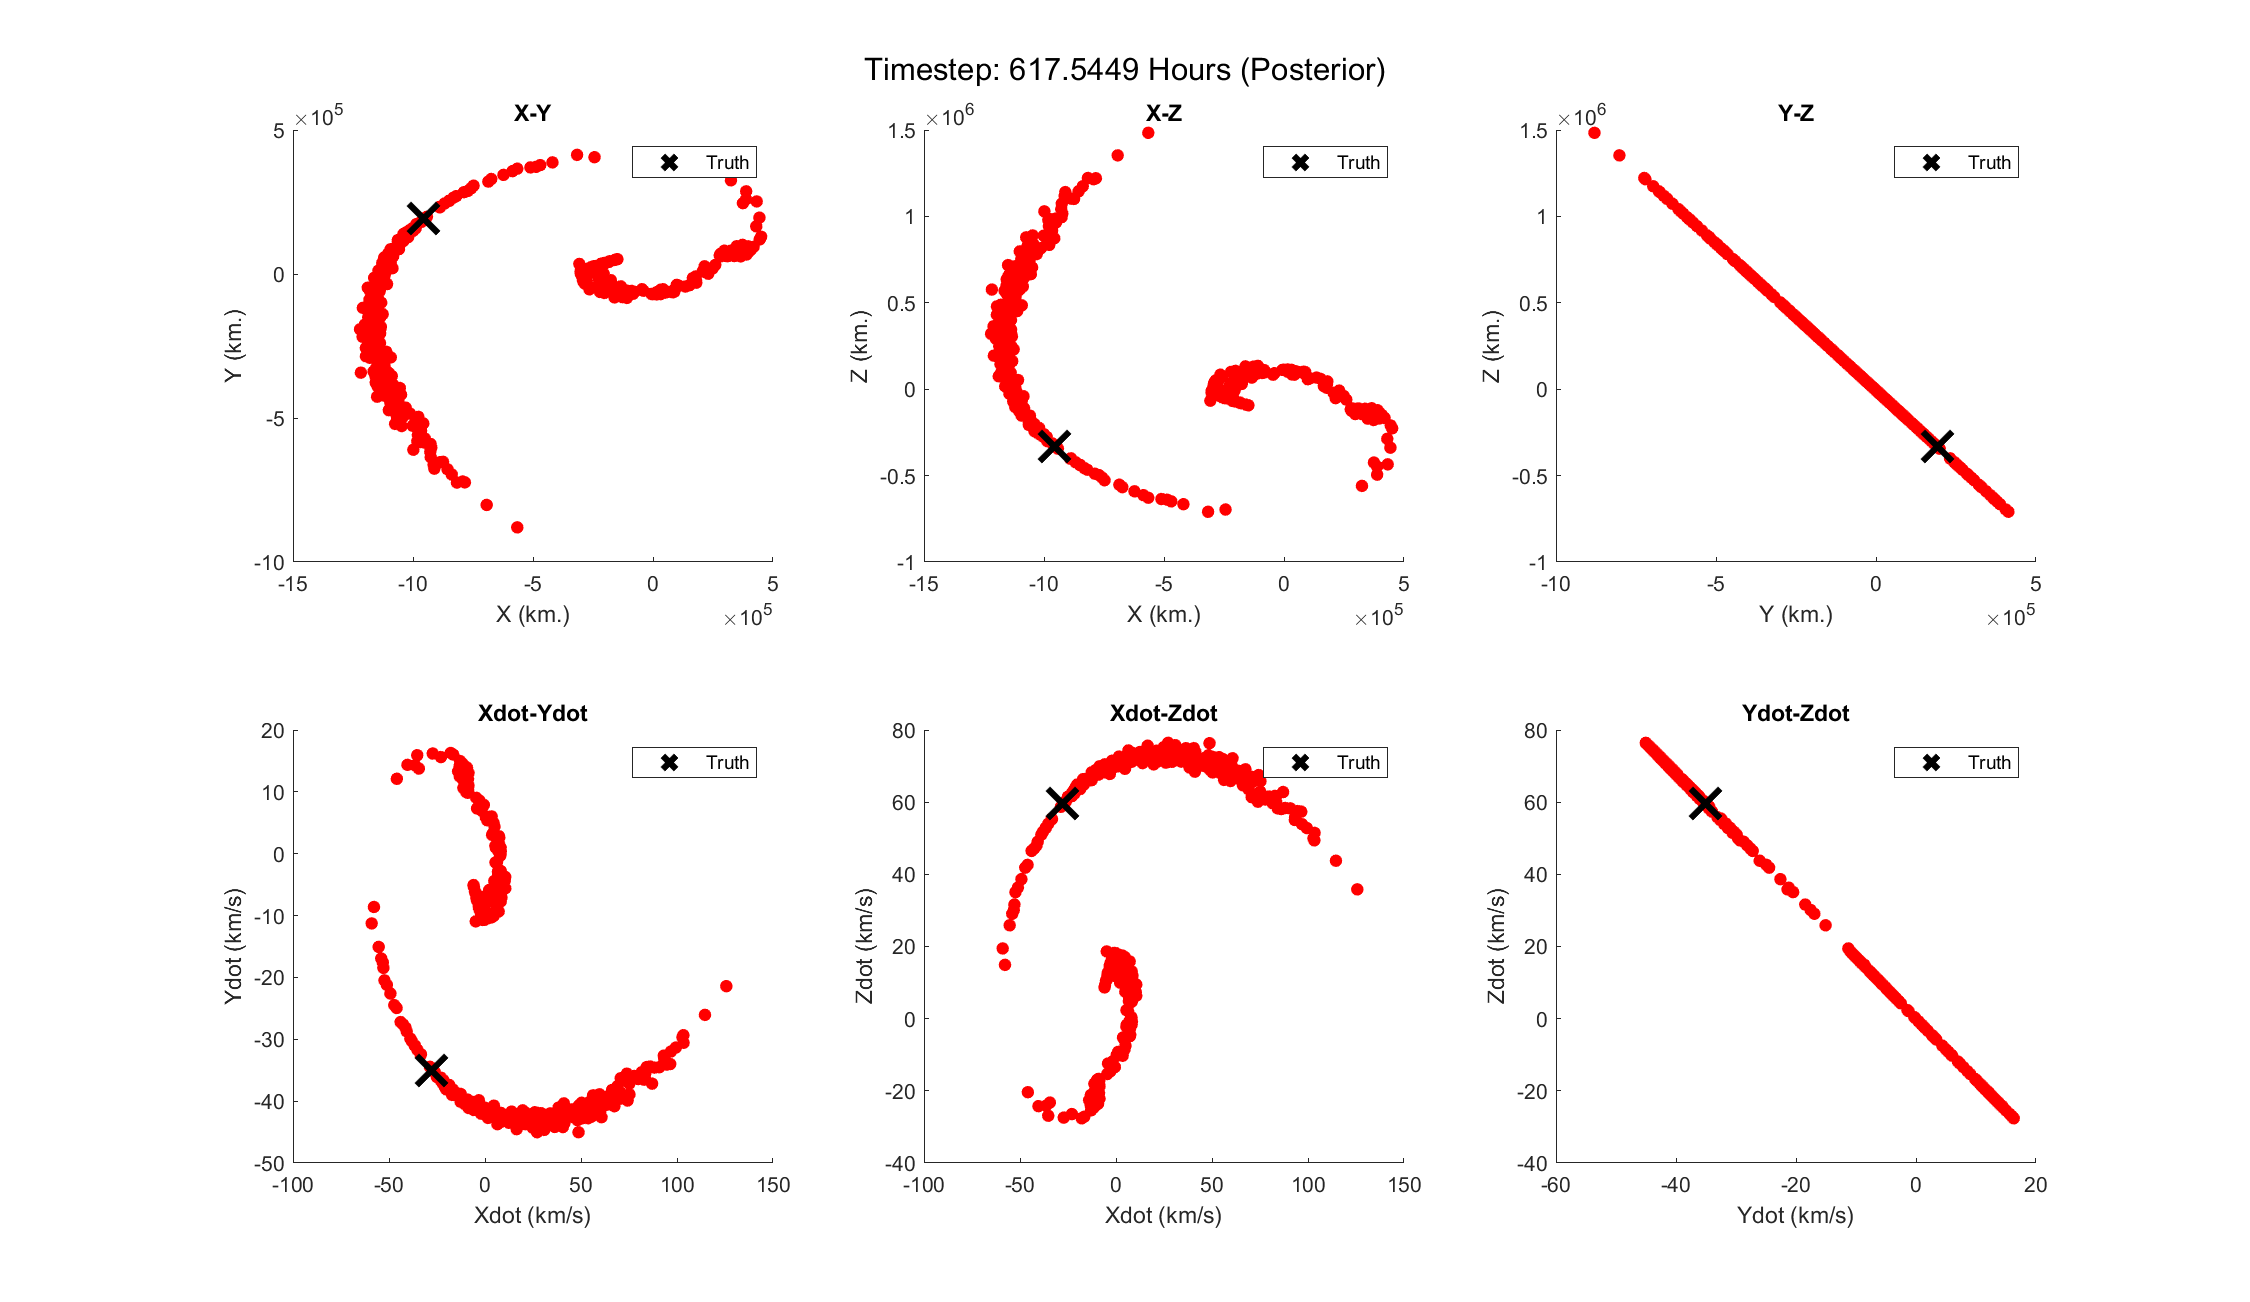 Timestep: 617.5449 Hours (Posterior)
X-Y
×10^5
5
0
-5
-10
-15 -10 -5 0 5
×10^5
X (km.)
Y (km.)
Truth
X-Z
×10^6
1.5
1
0.5
0
-0.5
-1
-15 -10 -5 0 5
×10^5
X (km.)
Z (km.)
Truth
Y-Z
×10^6
1.5
1
0.5
0
-0.5
-1
-10 -5 0 5
×10^5
Y (km.)
Z (km.)
Truth
Xdot-Ydot
20
10
0
-10
-20
-30
-40
-50
-100 -50 0 50 100 150
Xdot (km/s)
Ydot (km/s)
Truth
Xdot-Zdot
80
60
40
20
0
-20
-40
-100 -50 0 50 100 150
Xdot (km/s)
Zdot (km/s)
Truth
Ydot-Zdot
80
60
40
20
0
-20
-40
-60 -40 -20 0 20
Ydot (km/s)
Zdot (km/s)
Truth